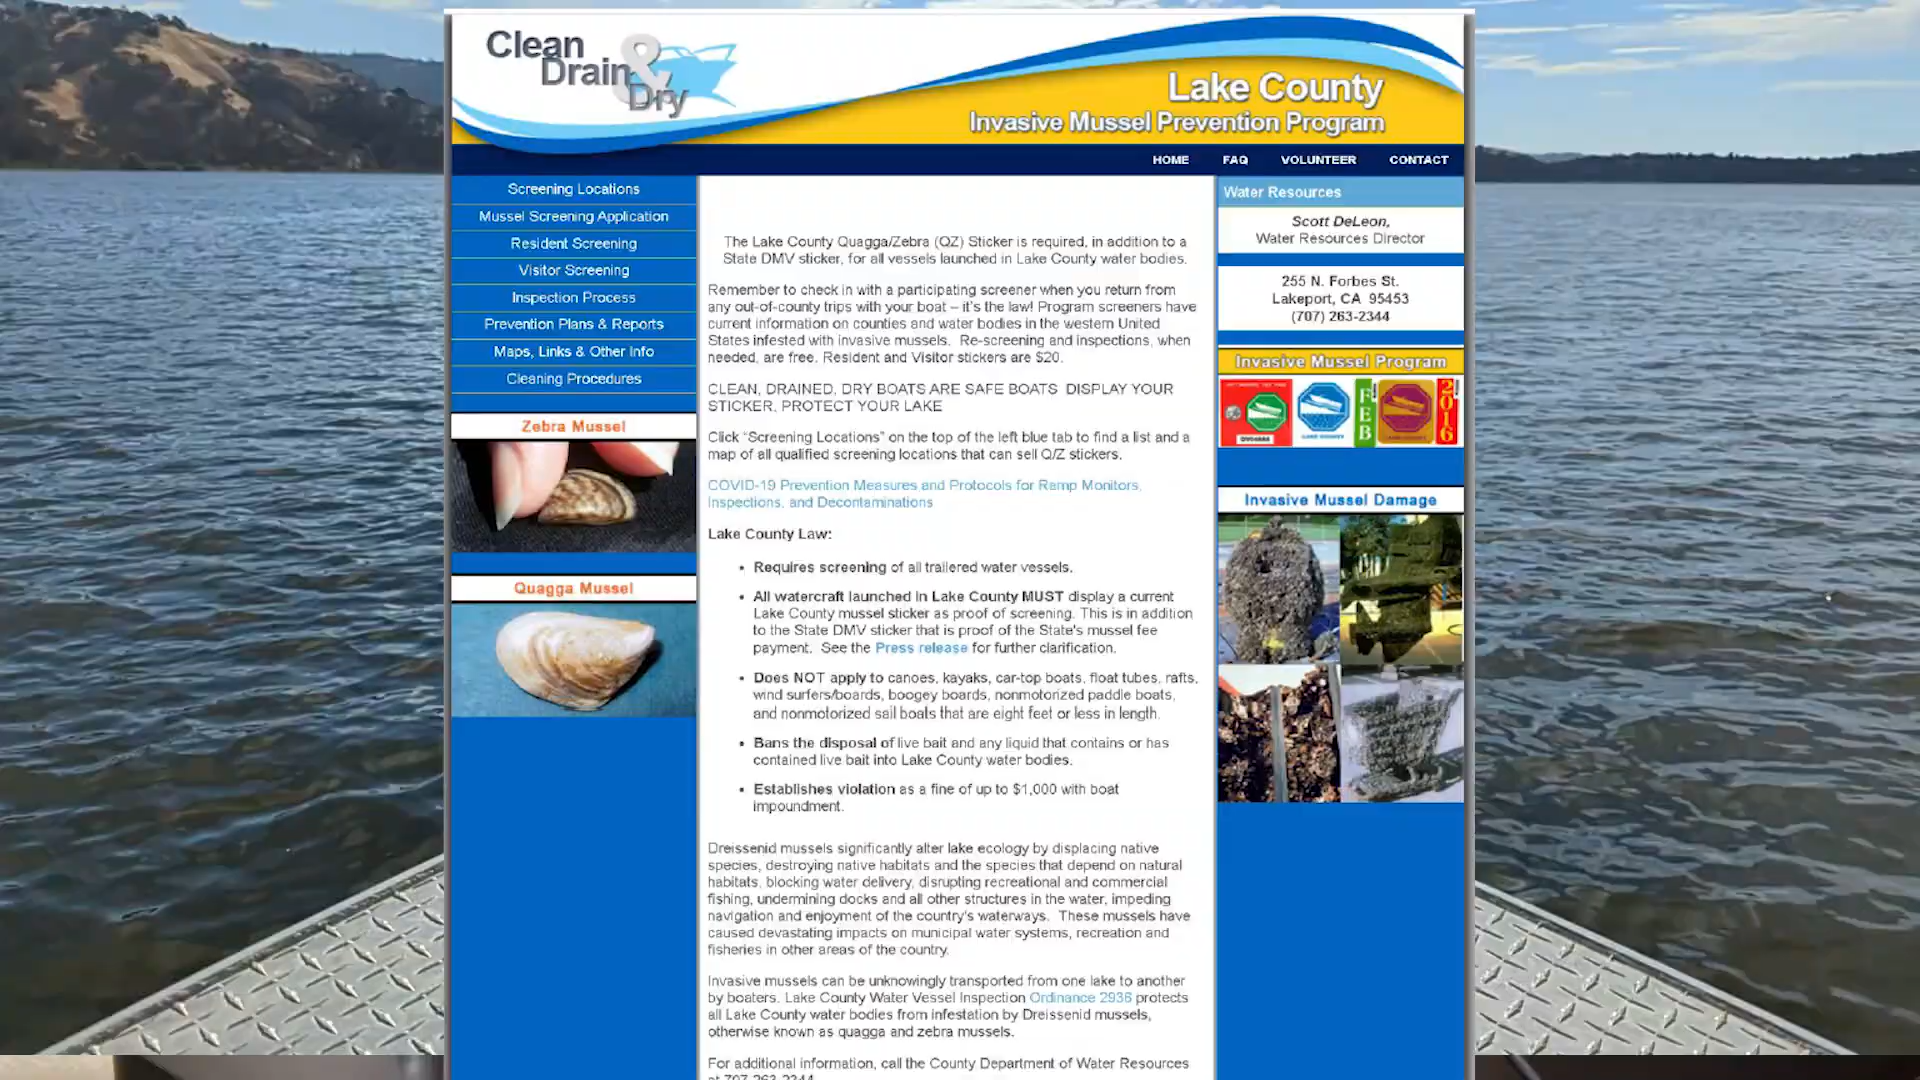 Clean
&
Drain
Dry
Lake County
Invasive Mussel Prevention Program
HOME FAQ VOLUNTEER CONTACT
Screening Locations
Mussel Screening Application
Resident Screening
Visitor Screening
Inspection Process
Prevention Plans & Reports
Maps, Links & Other Info
Cleaning Procedures
Zebra Mussel
Quagga Mussel
The Lake County Quagga/Zebra (QZ) Sticker is required, in addition to a
State DMV sticker, for all vessels launched in Lake County water bodies.
Remember to check in with a participating screener when you return from
any out-of-county trips with your boat – it's the law! Program screeners have
current information on counties and water bodies in the western United
States infested with invasive mussels. Re-screening and inspections, when
needed, are free. Resident and Visitor stickers are $20.
CLEAN, DRAINED, DRY BOATS ARE SAFE BOATS DISPLAY YOUR
STICKER, PROTECT YOUR LAKE
Click “Screening Locations” on the top of the left blue tab to find a list and a
map of all qualified screening locations that can sell Q/Z stickers.
COVID-19 Prevention Measures and Protocols for Ramp Monitors,
Inspections, and Decontaminations
Lake County Law:
• Requires screening of all trailered water vessels.
• All watercraft launched in Lake County MUST display a current
Lake County mussel sticker as proof of screening. This is in addition
to the State DMV sticker that is proof of the State's mussel fee
payment. See the Press release for further clarification.
• Does NOT apply to canoes, kayaks, car-top boats, float tubes, rafts,
wind surfers/boards, boogey boards, nonmotorized paddle boats,
and nonmotorized sail boats that are eight feet or less in length.
• Bans the disposal of live bait and any liquid that contains or has
contained live bait into Lake County water bodies.
• Establishes violation as a fine of up to $1,000 with boat
impoundment.
Dreissenid mussels significantly alter lake ecology by displacing native
species, destroying native habitats and the species that depend on natural
habitats, blocking water delivery, disrupting recreational and commercial
fishing, undermining docks and all other structures in the water, impeding
navigation and enjoyment of the country's waterways. These mussels have
caused devastating impacts on municipal water systems, recreation and
fisheries in other areas of the country.
Invasive mussels can be unknowingly transported from one lake to another
by boaters. Lake County Water Vessel Inspection Ordinance 2936 protects
all Lake County water bodies from infestation by Dreissenid mussels,
otherwise known as quagga and zebra mussels.
For additional information, call the County Department of Water Resources
at 707-263-2344
Water Resources
Scott DeLeon,
Water Resources Director
255 N. Forbes St.
Lakeport, CA 95453
(707) 263-2344
Invasive Mussel Program
FEB
2016
LAKE COUNTY
Invasive Mussel Damage